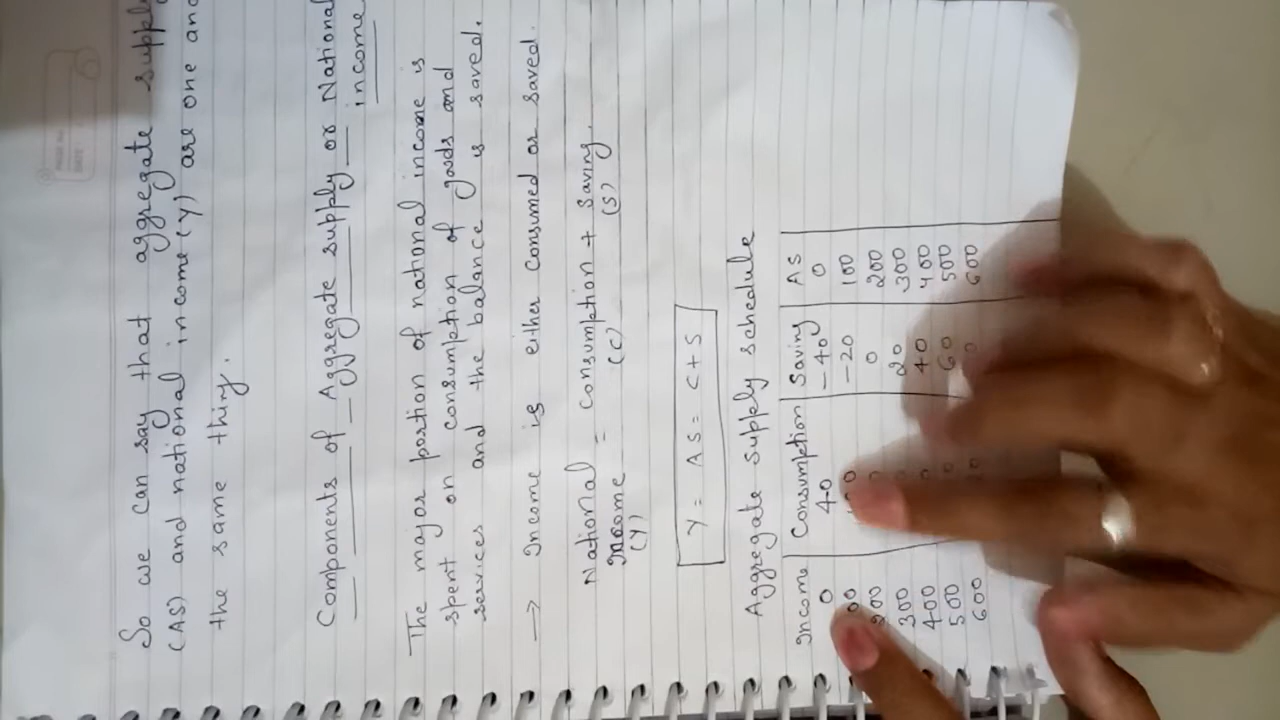 So we can say that aggregate supply
(AS) and national income (Y) are one and
the same thing.
Components of Aggregate supply or National
income
The major portion of national income is
spent on consumption of goods and
services and the balance is saved.
→ Income is either consumed or saved.
National = Consumption + Saving
Income (C) (S)
(Y)
Y = AS = C + S
Aggregate supply schedule
Income Consumption Saving AS
0 40 -40 0
-20 100
200 0 200
300 20 300
400 40 400
500 60 500
600 600